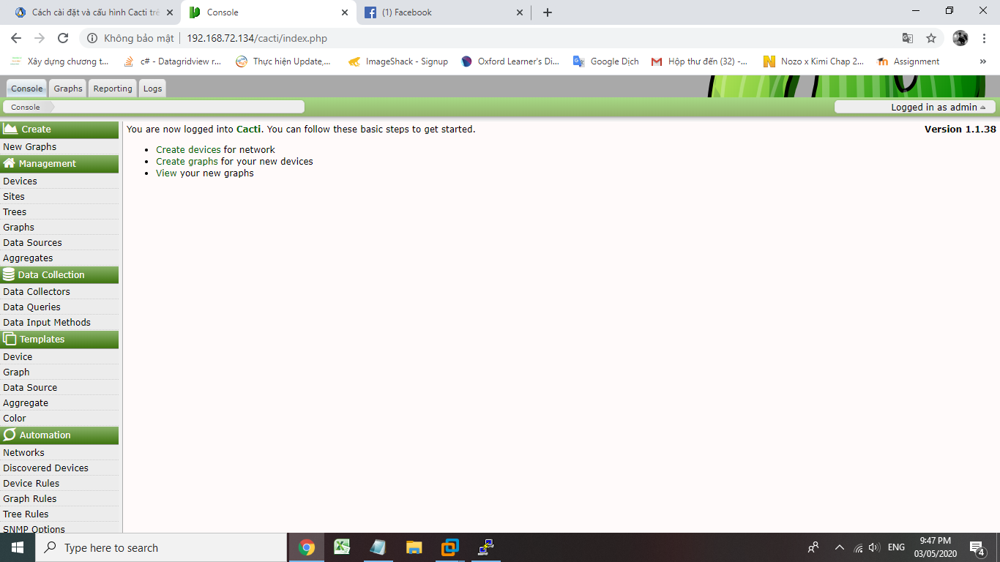 Cách cài đặt và cấu hình Cacti trê
Console
(1) Facebook
Không bảo mật
192.168.72.134/cacti/index.php
Xây dựng chương t...
c# - Datagridview r...
Thực hiện Update,...
ImageShack - Signup
Oxford Learner's Di...
Google Dịch
Hộp thư đến (32) -...
Nozo x Kimi Chap 2...
Assignment
»
Console
Graphs
Reporting
Logs
Console
Logged in as admin
Create
New Graphs
Management
Devices
Sites
Trees
Graphs
Data Sources
Aggregates
Data Collection
Data Collectors
Data Queries
Data Input Methods
Templates
Device
Graph
Data Source
Aggregate
Color
Automation
Networks
Discovered Devices
Device Rules
Graph Rules
Tree Rules
SNMP Options
You are now logged into Cacti. You can follow these basic steps to get started.
Version 1.1.38
• Create devices for network
• Create graphs for your new devices
• View your new graphs
Type here to search
ENG
9:47 PM
03/05/2020
4